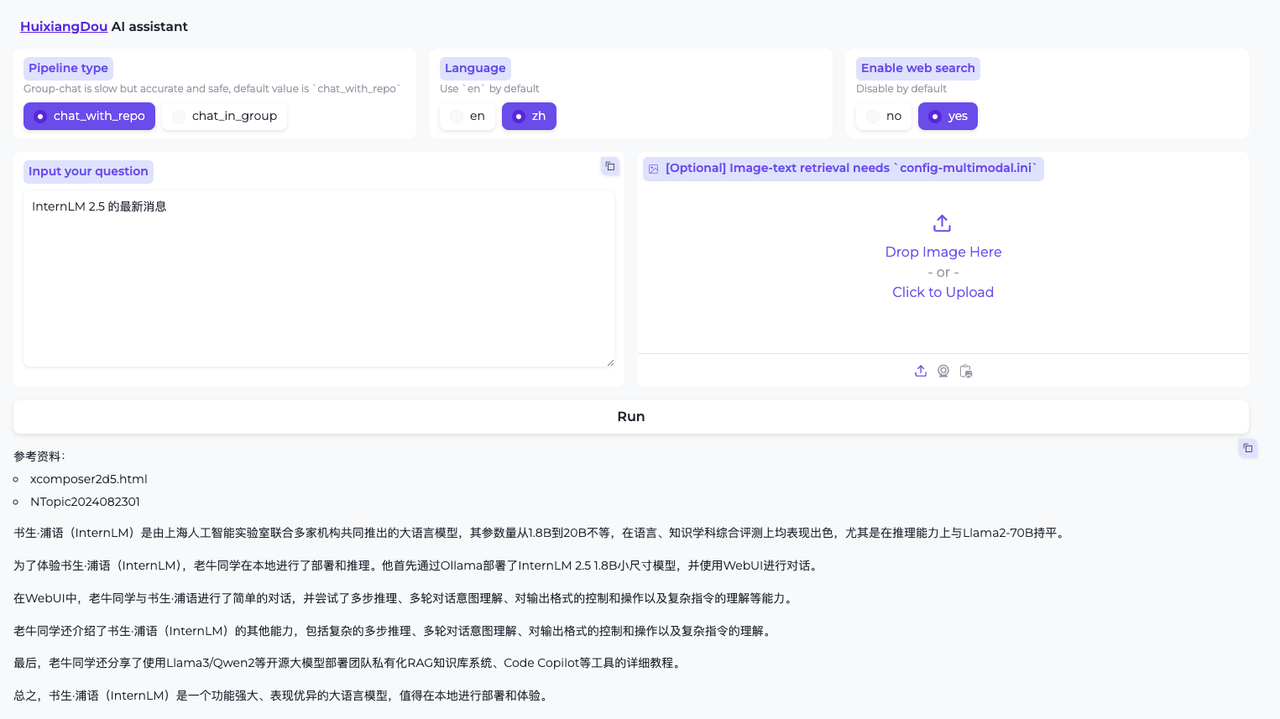 HuixiangDou AI assistant
Pipeline type
Group-chat is slow but accurate and safe, default value is `chat_with_repo`
chat_with_repo
chat_in_group
Language
Use `en` by default
en
zh
Enable web search
Disable by default
no
yes
Input your question
InternLM 2.5 的最新消息
[Optional] Image-text retrieval needs `config-multimodal.ini`
Drop Image Here
- or -
Click to Upload
Run
参考资料：
xcomposer2d5.html
NTopic2024082301
书生·浦语（InternLM）是由上海人工智能实验室联合多家机构共同推出的大语言模型，其参数量从1.8B到20B不等，在语言、知识学科综合评测上均表现出色，尤其是在推理能力上与Llama2-70B持平。
为了体验书生·浦语（InternLM），老牛同学在本地进行了部署和推理。他首先通过Ollama部署了InternLM 2.5 1.8B小尺寸模型，并使用WebUI进行对话。
在WebUI中，老牛同学与书生·浦语进行了简单的对话，并尝试了多步推理、多轮对话意图理解、对输出格式的控制和操作以及复杂指令的理解等能力。
老牛同学还介绍了书生·浦语（InternLM）的其他能力，包括复杂的多步推理、多轮对话意图理解、对输出格式的控制和操作以及复杂指令的理解。
最后，老牛同学还分享了使用Llama3/Qwen2等开源大模型部署团队私有化RAG知识库系统、Code Copilot等工具的详细教程。
总之，书生·浦语（InternLM）是一个功能强大、表现优异的大语言模型，值得在本地进行部署和体验。